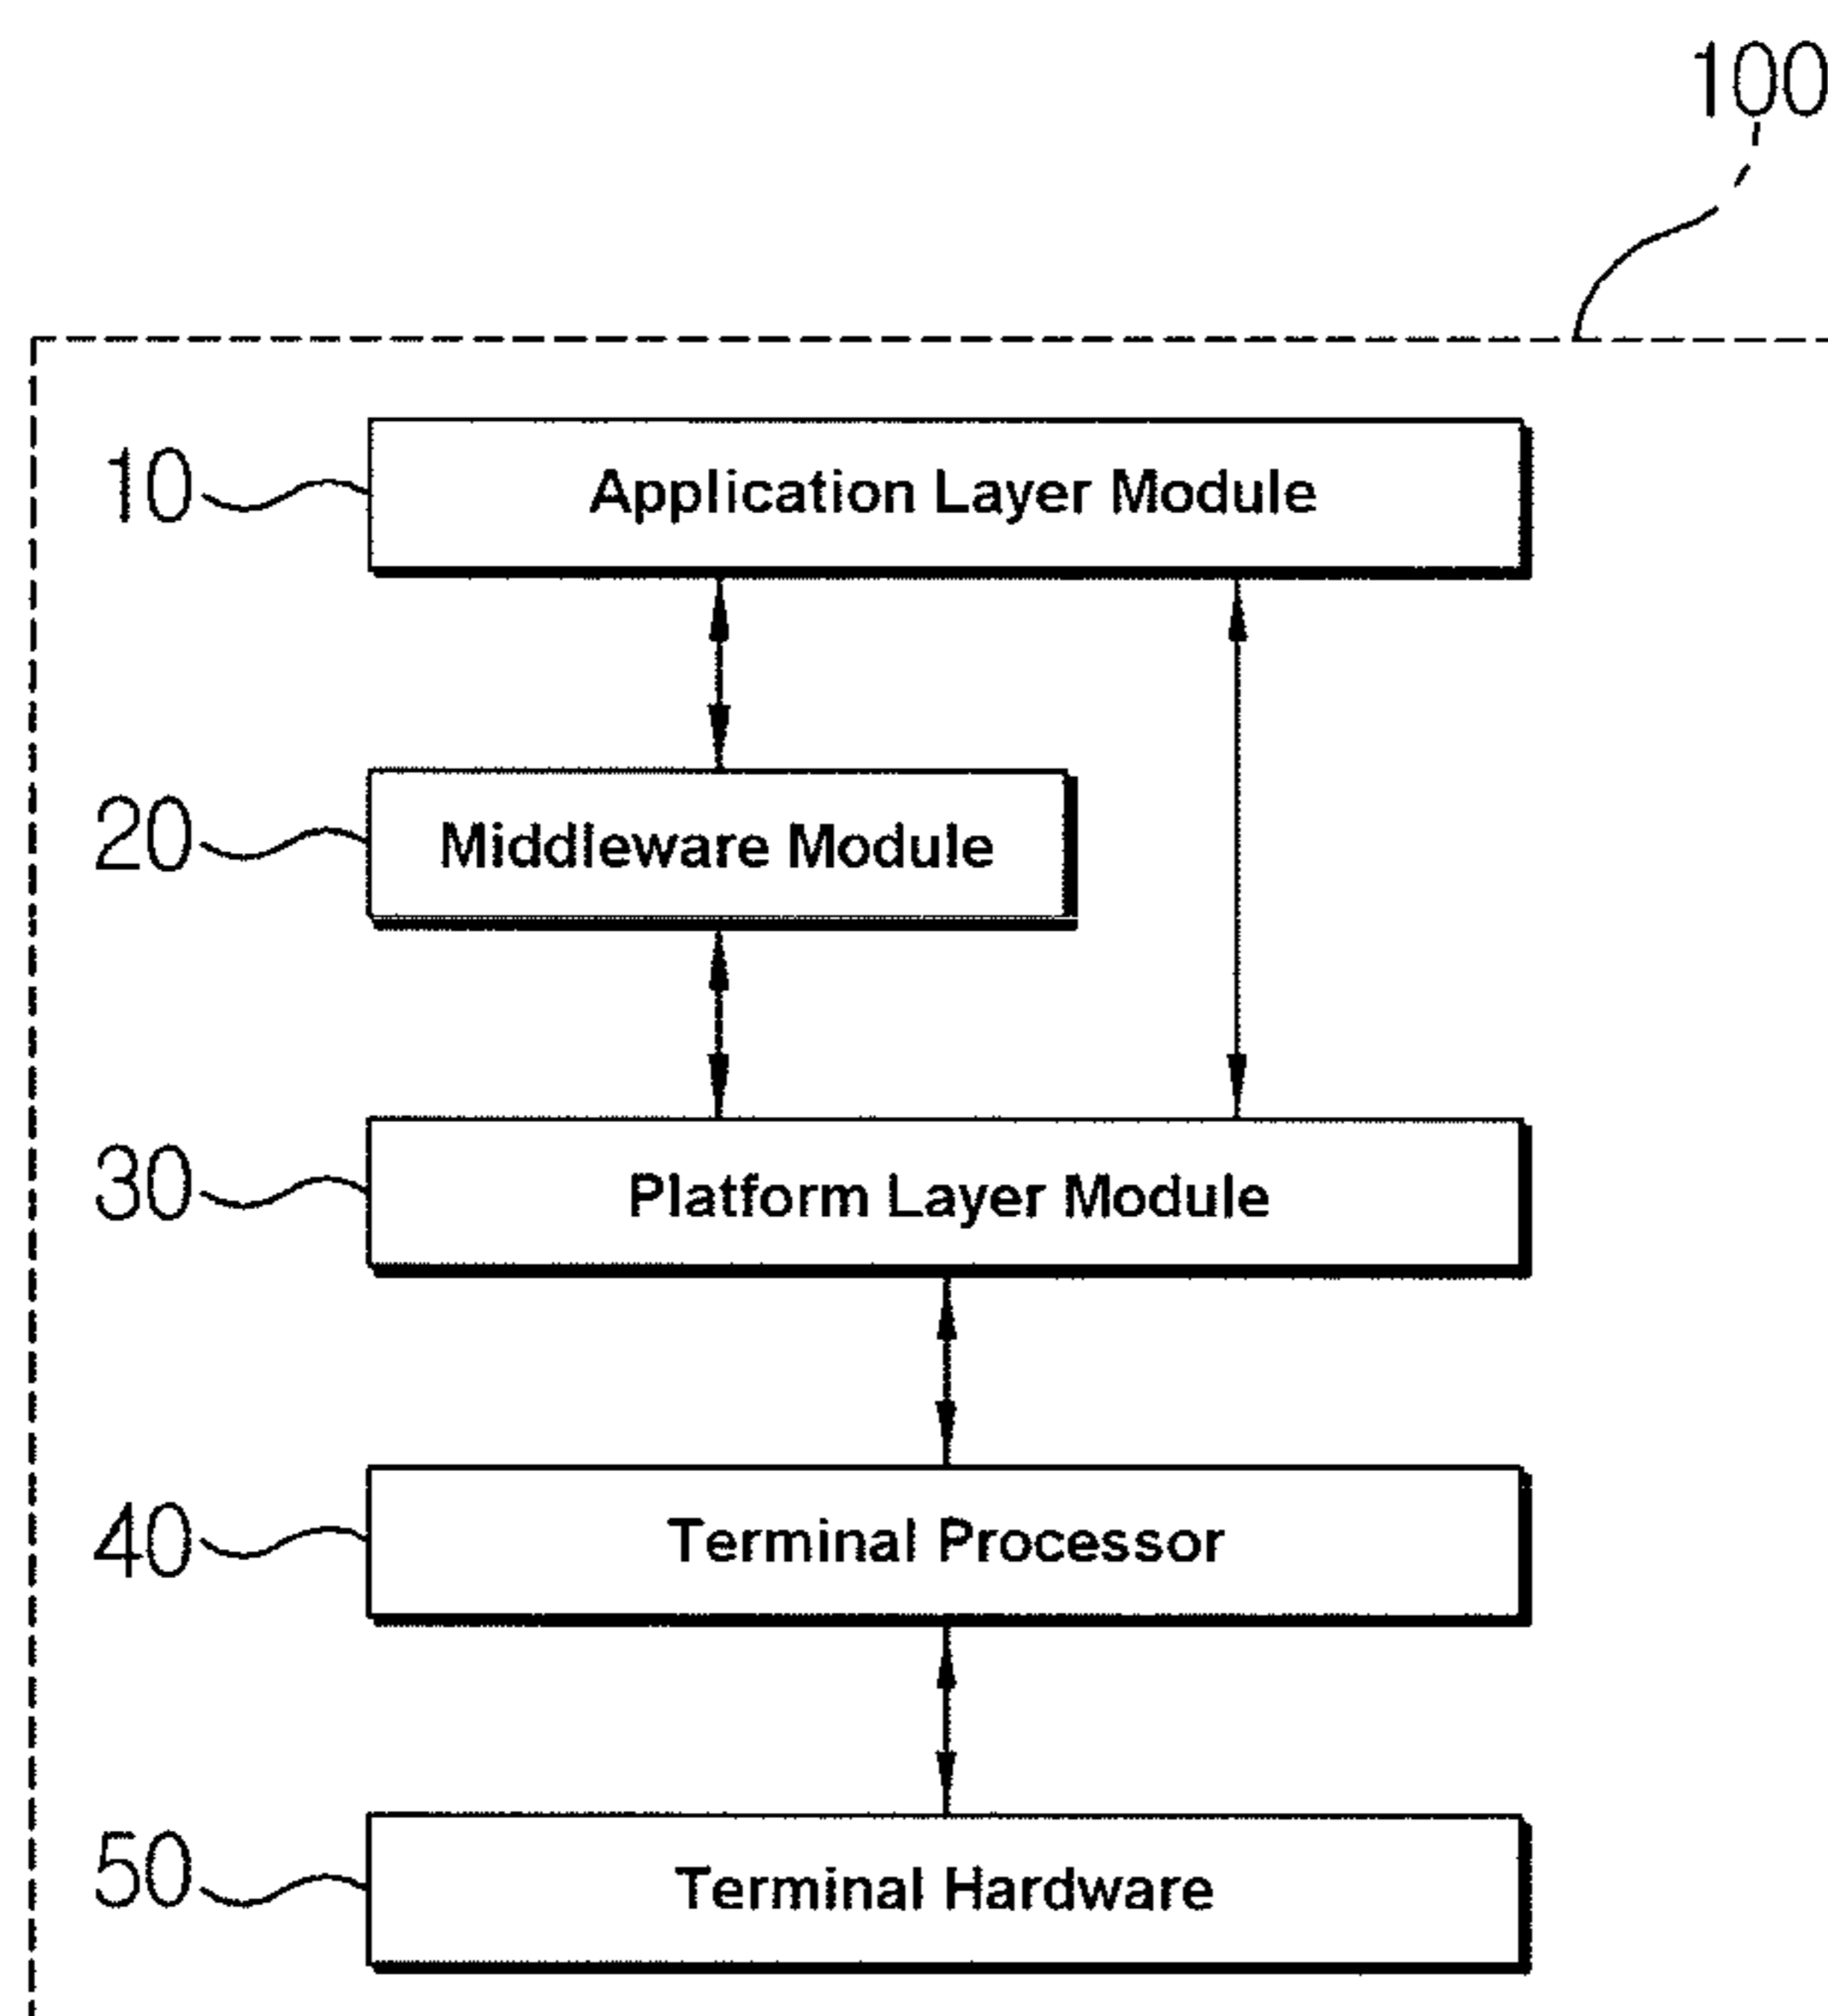 100
10 Application Layer Module
20 Middleware Module
30 Platform Layer Module
40 Terminal Processor
50 Terminal Hardware